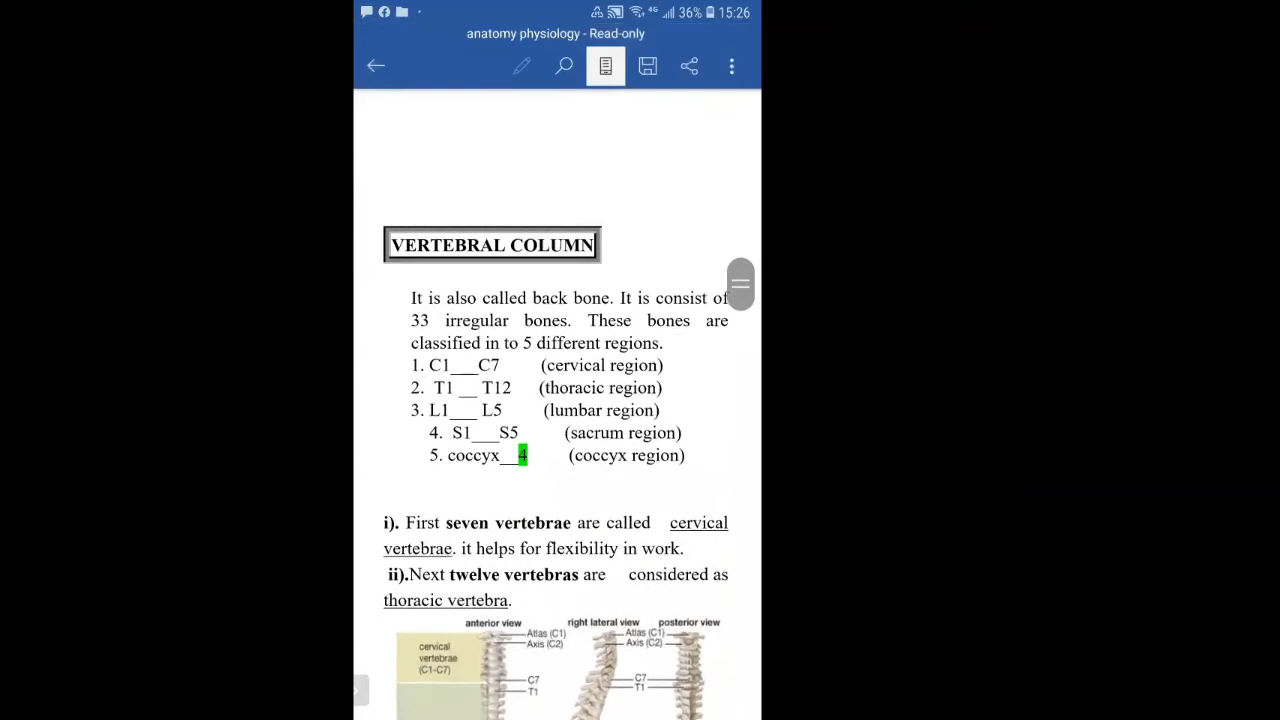 4G 36% 15:26
anatomy physiology - Read-only
VERTEBRAL COLUMN
It is also called back bone. It is consist of
33 irregular bones. These bones are
classified in to 5 different regions.
1. C1___C7 (cervical region)
2. T1 __ T12 (thoracic region)
3. L1___ L5 (lumbar region)
4. S1___S5 (sacrum region)
5. coccyx__4 (coccyx region)
i). First seven vertebrae are called cervical
vertebrae. it helps for flexibility in work.
ii).Next twelve vertebras are considered as
thoracic vertebra.
anterior view right lateral view posterior view
Atlas (C1) Atlas (C1)
Axis (C2) Axis (C2)
cervical
vertebrae
(C1-C7)
C7 C7
T1 T1